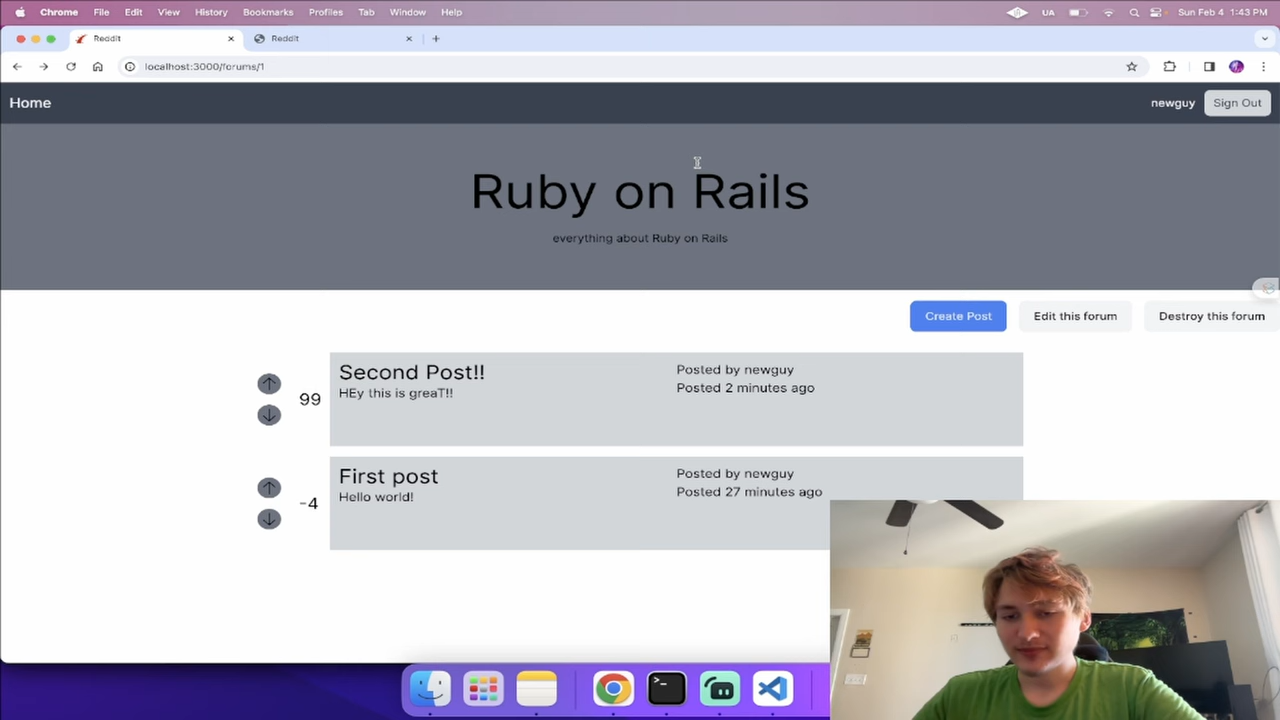 Chrome File Edit View History Bookmarks Profiles Tab Window Help UA Sun Feb 4 1:43 PM
Reddit Reddit
localhost:3000/forums/1
Home newguy Sign Out
Ruby on Rails
everything about Ruby on Rails
Create Post Edit this forum Destroy this forum
Second Post!! Posted by newguy
HEy this is greaT!! Posted 2 minutes ago
99
First post Posted by newguy
Hello world! Posted 27 minutes ago
-4